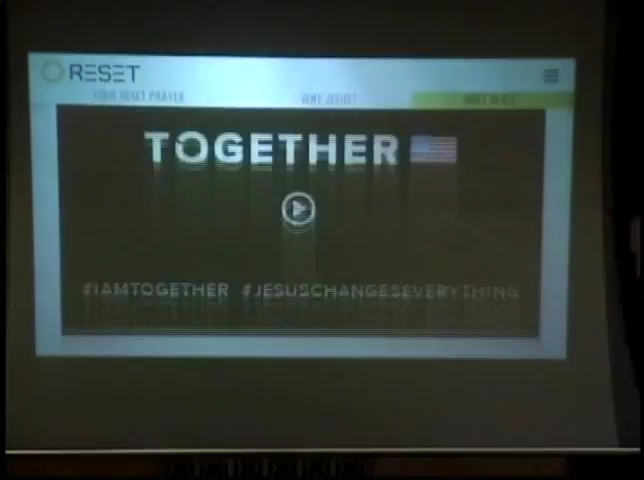 RESET
YOUR RESET PRAYER
WHY JESUS?
TOGETHER
#IAMTOGETHER #JESUSCHANGESEVERYTHING